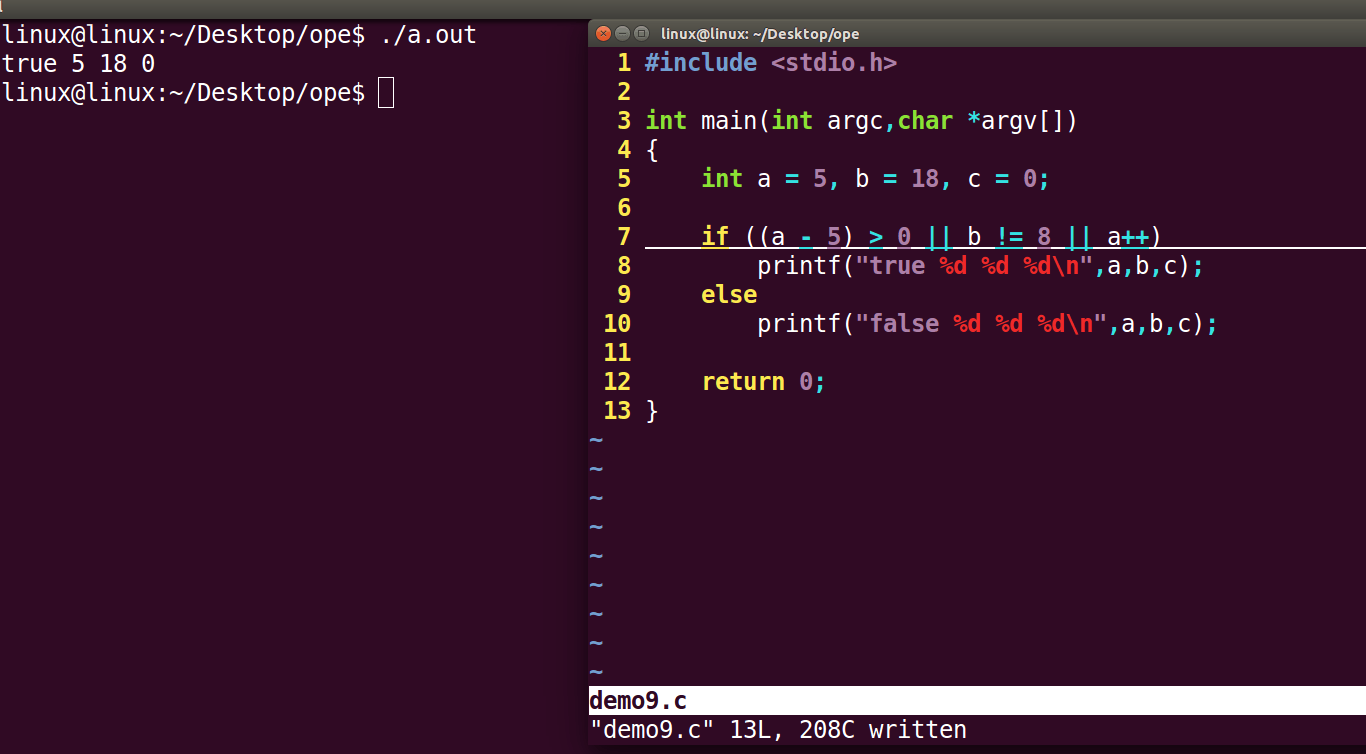 linux@linux:~/Desktop/ope$ ./a.out
true 5 18 0
linux@linux:~/Desktop/ope$
linux@linux: ~/Desktop/ope
1 #include <stdio.h>
2
3 int main(int argc,char *argv[])
4 {
5     int a = 5, b = 18, c = 0;
6
7     if ((a - 5) > 0 || b != 8 || a++)
8         printf("true %d %d %d\n",a,b,c);
9     else
10         printf("false %d %d %d\n",a,b,c);
11
12     return 0;
13 }
~
~
~
~
~
~
~
~
~
demo9.c
"demo9.c" 13L, 208C written